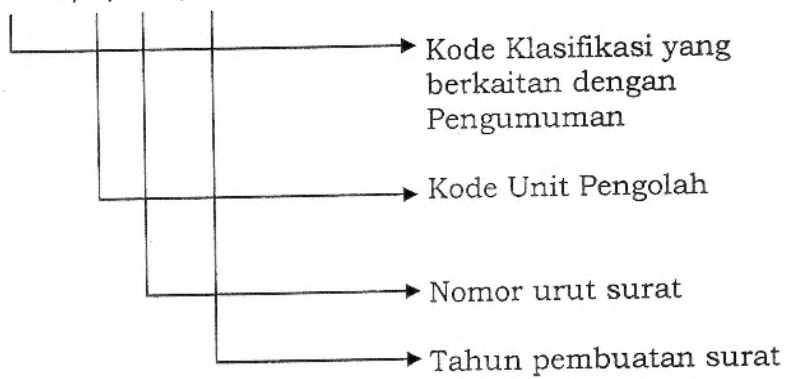 Kode Klasifikasi yang
berkaitan dengan
Pengumuman
Kode Unit Pengolah
Nomor urut surat
Tahun pembuatan surat